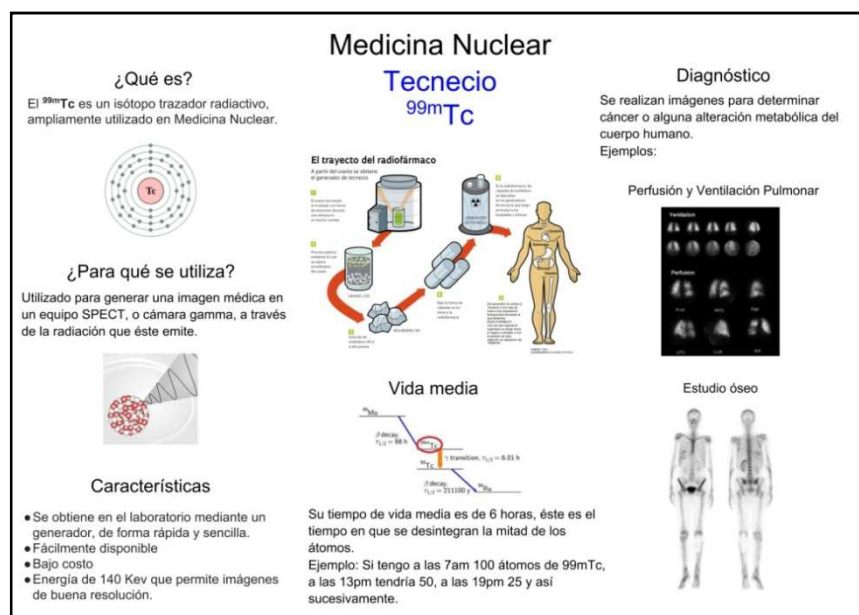 Medicina Nuclear
Tecnecio
99mTc
¿Qué es?
El 99mTc es un isótopo trazador radiactivo,
ampliamente utilizado en Medicina Nuclear.
Tc
¿Para qué se utiliza?
Utilizado para generar una imagen médica en
un equipo SPECT, o cámara gamma, a través
de la radiación que éste emite.
Características
● Se obtiene en el laboratorio mediante un
generador, de forma rápida y sencilla.
● Fácilmente disponible
● Bajo costo
● Energía de 140 Kev que permite imágenes
de buena resolución.
El trayecto del radiofármaco
A partir del uranio se obtiene
el generador de tecnecio
Vida media
99Mo
β decay,
τ1/2 = 66 h
99mTc
γ transition, τ1/2 = 6.01 h
99Tc
β decay,
τ1/2 = 211100 y
99Ru
Su tiempo de vida media es de 6 horas, éste es el
tiempo en que se desintegran la mitad de los
átomos.
Ejemplo: Si tengo a las 7am 100 átomos de 99mTc,
a las 13pm tendría 50, a las 19pm 25 y así
sucesivamente.
Diagnóstico
Se realizan imágenes para determinar
cáncer o alguna alteración metabólica del
cuerpo humano.
Ejemplos:
Perfusión y Ventilación Pulmonar
Ventilation
Perfusion
Estudio óseo